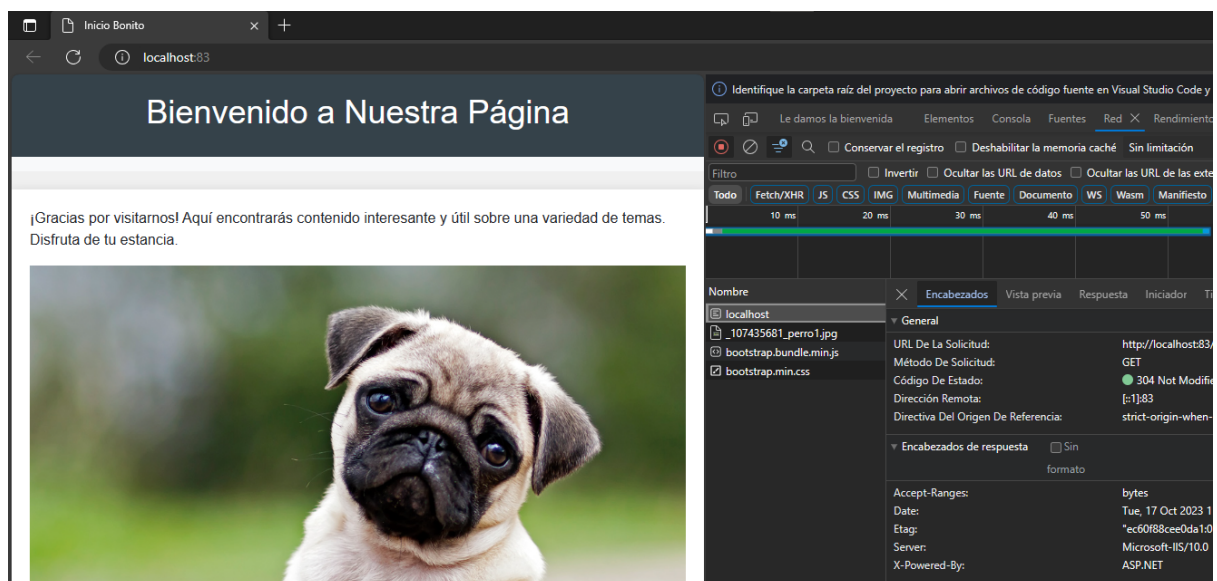 Inicio Bonito
localhost:83
Bienvenido a Nuestra Página
¡Gracias por visitarnos! Aquí encontrarás contenido interesante y útil sobre una variedad de temas.
Disfruta de tu estancia.
Identifique la carpeta raíz del proyecto para abrir archivos de código fuente en Visual Studio Code y
Le damos la bienvenida Elementos Consola Fuentes Red Rendimiento
Conservar el registro Deshabilitar la memoria caché Sin limitación
Filtro Invertir Ocultar las URL de datos Ocultar las URL de las exte
Todo Fetch/XHR JS CSS IMG Multimedia Fuente Documento WS Wasm Manifiesto
10 ms 20 ms 30 ms 40 ms 50 ms
Nombre
localhost
_107435681_perro1.jpg
bootstrap.bundle.min.js
bootstrap.min.css
Encabezados Vista previa Respuesta Iniciador Ti
General
URL De La Solicitud: http://localhost:83/
Método De Solicitud: GET
Código De Estado: 304 Not Modifie
Dirección Remota: [::1]:83
Directiva Del Origen De Referencia: strict-origin-when-
Encabezados de respuesta Sin
formato
Accept-Ranges: bytes
Date: Tue, 17 Oct 2023 1
Etag: "ec60f88cee0da1:0
Server: Microsoft-IIS/10.0
X-Powered-By: ASP.NET